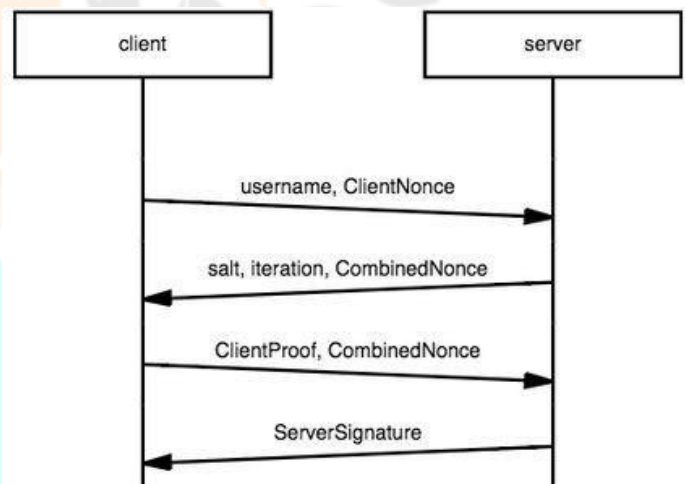 client
server
username, ClientNonce
salt, iteration, CombinedNonce
ClientProof, CombinedNonce
ServerSignature